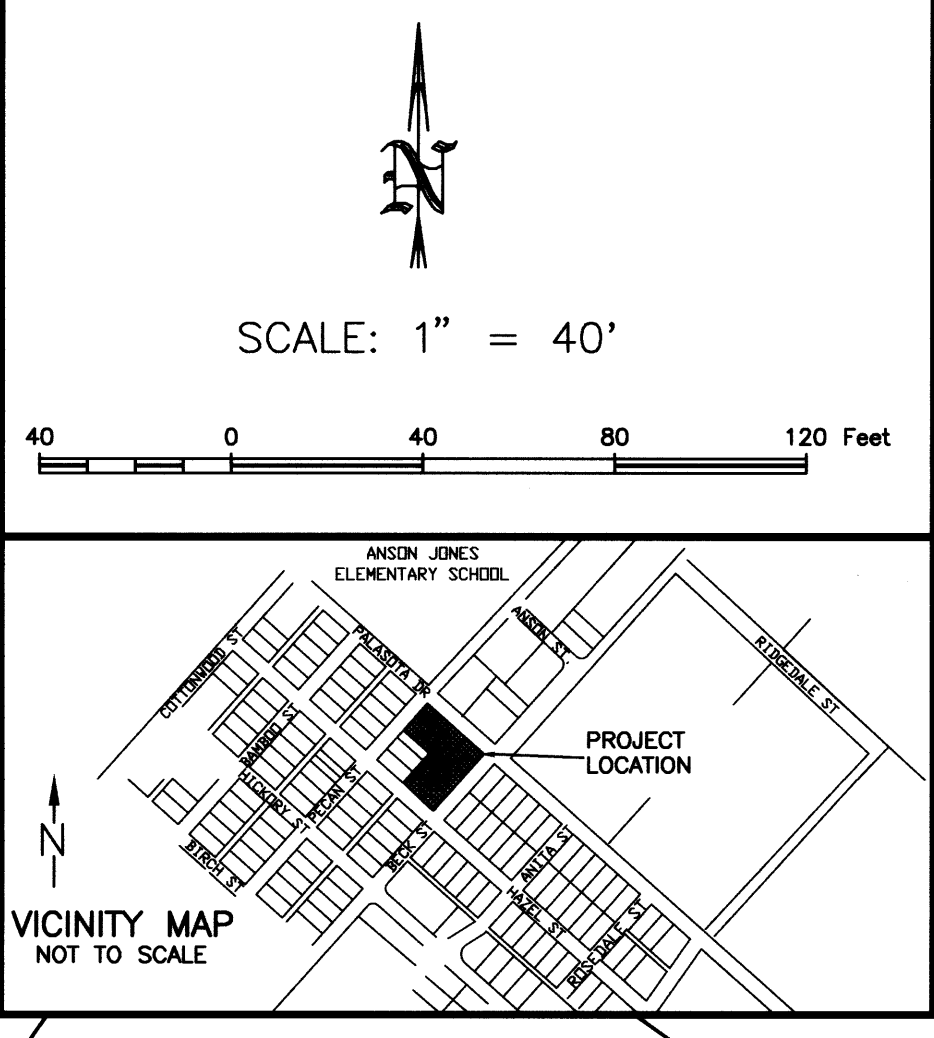 N
SCALE: 1" = 40'
40 0 40 80 120 Feet
ANSON JONES
ELEMENTARY SCHOOL
ANSON ST.
PALASOTA DR
RIDGEDALE ST
COTTONWOOD ST
BAMBOO ST
HICKORY ST
PECAN ST
PROJECT
LOCATION
BECK ST
BIRCH ST
ANITA ST
HAZEL ST
ROSEDALE ST
N
VICINITY MAP
NOT TO SCALE